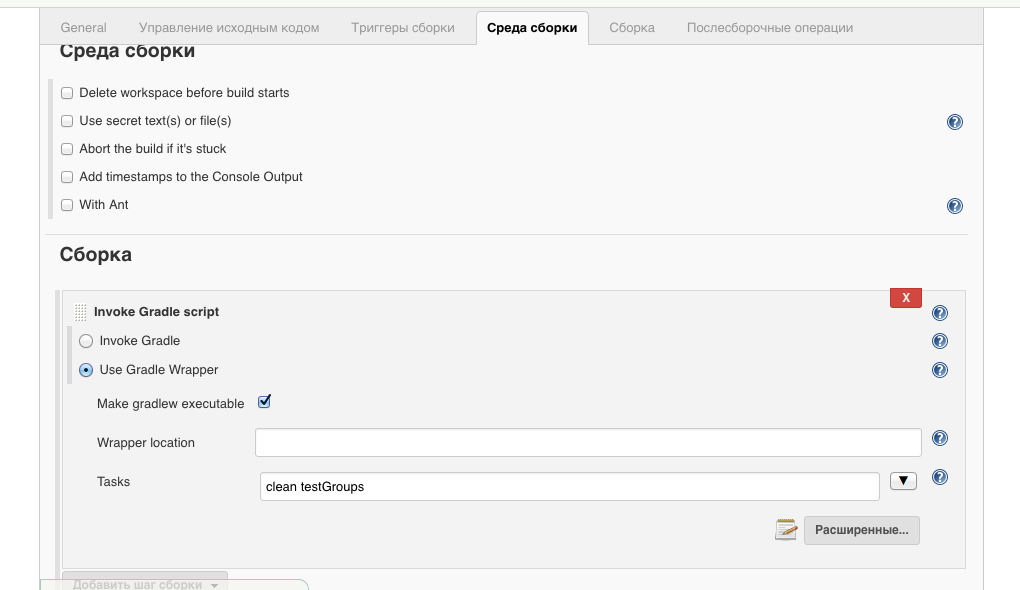 General Управление исходным кодом Триггеры сборки Среда сборки Сборка Послесборочные операции
Среда сборки
Delete workspace before build starts
Use secret text(s) or file(s)
Abort the build if it's stuck
Add timestamps to the Console Output
With Ant
Сборка
X
Invoke Gradle script
Invoke Gradle
Use Gradle Wrapper
Make gradlew executable
Wrapper location
Tasks clean testGroups
Расширенные...
Добавить шаг сборки